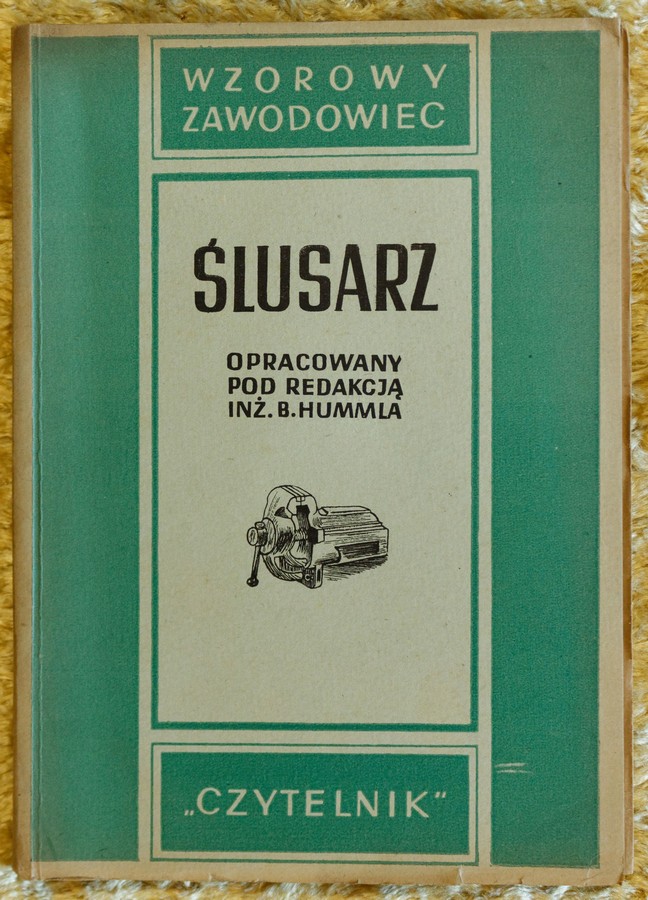 WZOROWY
ZAWODOWIEC
ŚLUSARZ
OPRACOWANY
POD REDAKCJĄ
INŻ. B. HUMMLA
„CZYTELNIK"